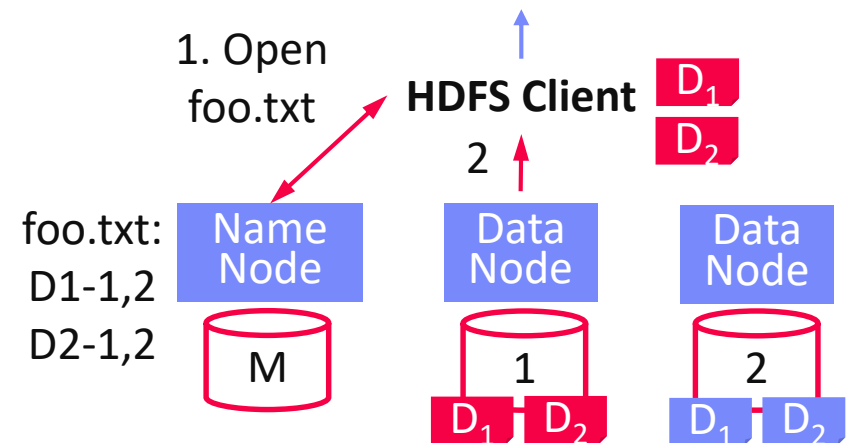 1. Open
foo.txt
HDFS Client
D₁
D₂
2
foo.txt:
D1-1,2
D2-1,2
Name
Node
Data
Node
Data
Node
M
1
2
D₁
D₂
D₁
D₂